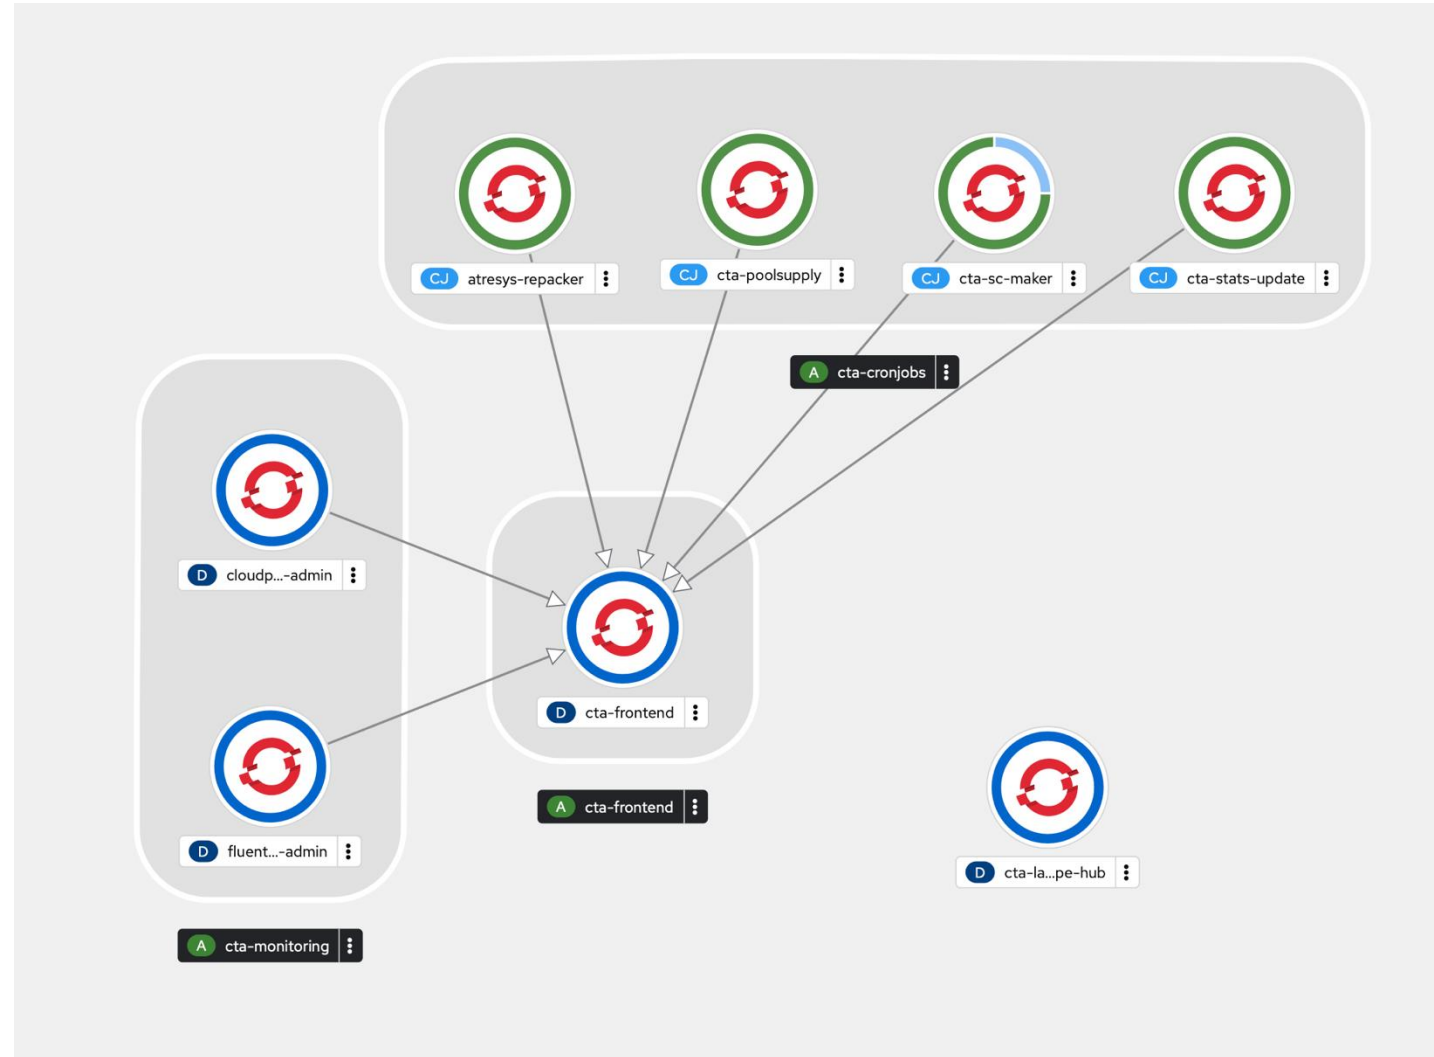 CJ atresys-repacker
CJ cta-poolsupply
CJ cta-sc-maker
CJ cta-stats-update
A cta-cronjobs
D cloudp...-admin
D cta-frontend
A cta-frontend
D fluent...-admin
D cta-la...pe-hub
A cta-monitoring